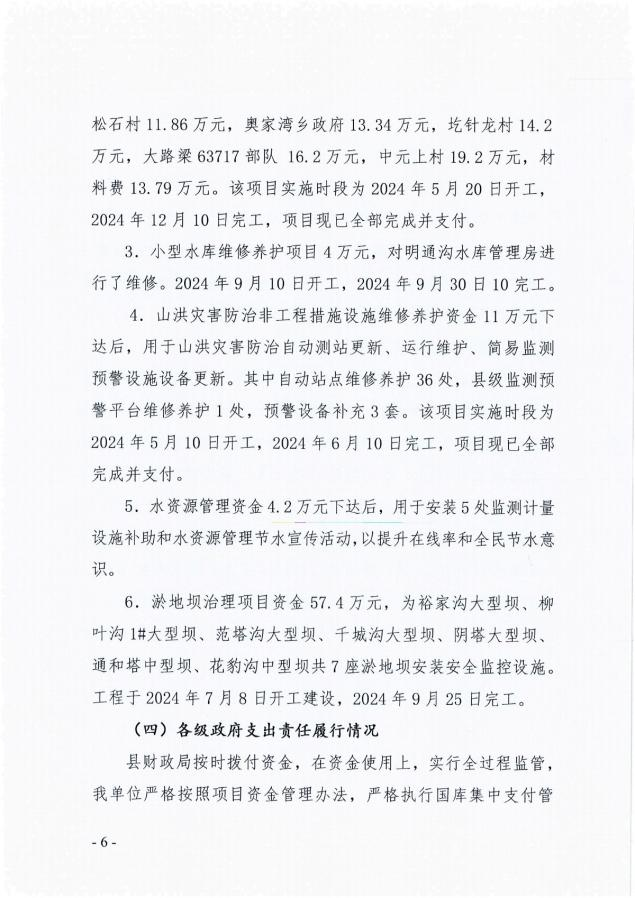 松石村 11.86 万元，奥家湾乡政府 13.34 万元，圪针龙村 14.2
万元，大路梁 63717 部队 16.2 万元，中元上村 19.2 万元，材
料费 13.79 万元。该项目实施时段为 2024 年 5 月 20 日开工，
2024 年 12 月 10 日完工，项目现已全部完成并支付。
3．小型水库维修养护项目 4 万元，对明通沟水库管理房进
行了维修。2024 年 9 月 10 日开工，2024 年 9 月 30 日 10 完工。
4．山洪灾害防治非工程措施设施维修养护资金 11 万元下
达后，用于山洪灾害防治自动测站更新、运行维护、简易监测
预警设施设备更新。其中自动站点维修养护 36 处，县级监测预
警平台维修养护 1 处，预警设备补充 3 套。该项目实施时段为
2024 年 5 月 10 日开工，2024 年 6 月 10 日完工，项目现已全部
完成并支付。
5．水资源管理资金 4.2 万元下达后，用于安装 5 处监测计量
设施补助和水资源管理节水宣传活动，以提升在线率和全民节水意
识。
6．淤地坝治理项目资金 57.4 万元，为裕家沟大型坝、柳
叶沟 1#大型坝、范塔沟大型坝、千城沟大型坝、阴塔大型坝、
通和塔中型坝、花豹沟中型坝共 7 座淤地坝安装安全监控设施。
工程于 2024 年 7 月 8 日开工建设，2024 年 9 月 25 日完工。
（四）各级政府支出责任履行情况
县财政局按时拨付资金，在资金使用上，实行全过程监管，
我单位严格按照项目资金管理办法，严格执行国库集中支付管
- 6 -